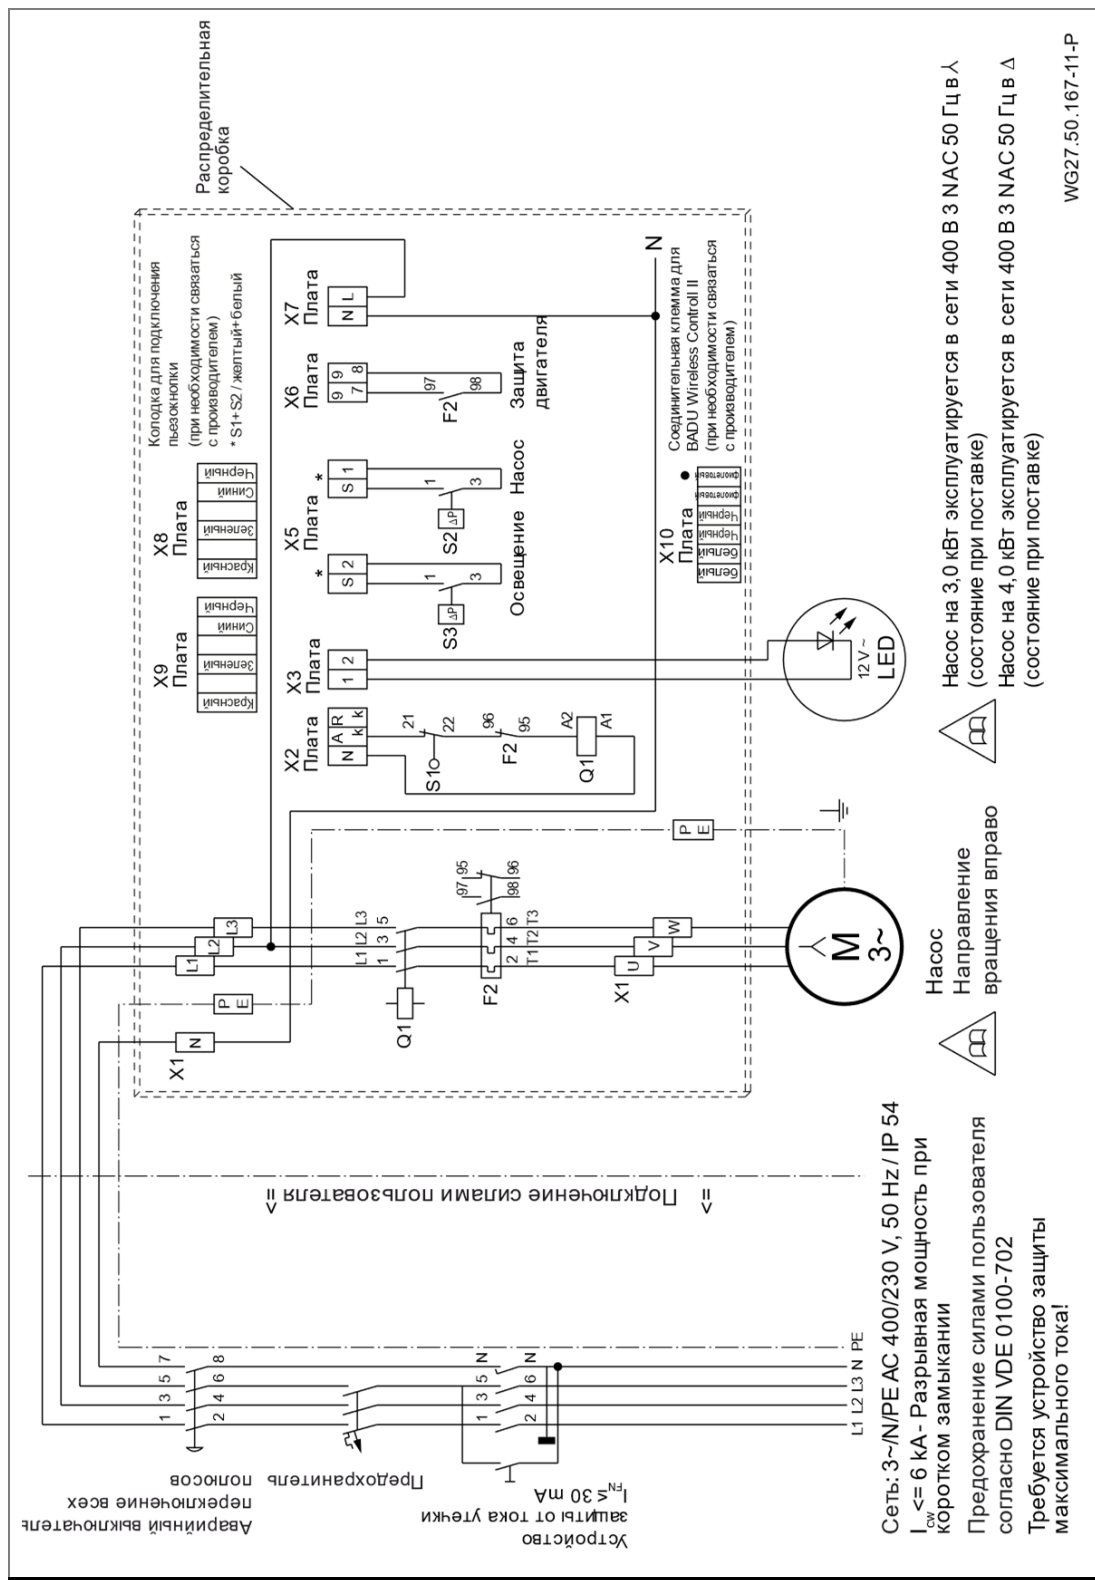 Распределительная
коробка
Колодка для подключения
пьезокнопки
(при необходимости связаться
с производителем)
* S1+S2 / желтый+белый
X9
Плата
Красный
Зеленый
Синий
Черный
X8
Плата
Красный
Зеленый
Синий
Черный
X2
Плата
N
A
k
R
k
X3
Плата
1
2
X5
Плата
*
S
2
*
S
1
X6
Плата
9
7
9
8
X7
Плата
N
L
S1
21
22
96
95
F2
Q1
A2
A1
S3
ΔP
1
3
Освещение
S2
ΔP
1
3
Насос
97
98
F2
Защита
двигателя
N
X10
Плата
белый
белый
Черный
Черный
фиолетовый
фиолетовый
Соединительная клемма для
BADU Wireless Controll II
(при необходимости связаться
с производителем)
12 V ~
LED
X1
N
PE
L1
L2
L3
L1 L2 L3
1 3 5
Q1
F2
97 95
98 96
2 4 6
T1 T2 T3
X1
U
V
W
PE
M
3~
Насос
Направление
вращения вправо
Насос на 3,0 кВт эксплуатируется в сети 400 В 3 NAC 50 Гц в Y
(состояние при поставке)
Насос на 4,0 кВт эксплуатируется в сети 400 В 3 NAC 50 Гц в Δ
(состояние при поставке)
WG27.50.167-11-P
=> Подключение силами пользователя =>
Аварийный выключатель
переключение всех
полюсов
1 3 5 7
2 4 6 8
Предохранитель
Устройство
защиты от тока утечки
I FN ≤ 30 mA
1 3 5 N
2 4 6 N
L1 L2 L3 N PE
Сеть: 3~/N/PE AC 400/230 V, 50 Hz / IP 54
Icw <= 6 kA - Разрывная мощность при
коротком замыкании
Предохранение силами пользователя
согласно DIN VDE 0100-702
Требуется устройство защиты
максимального тока!